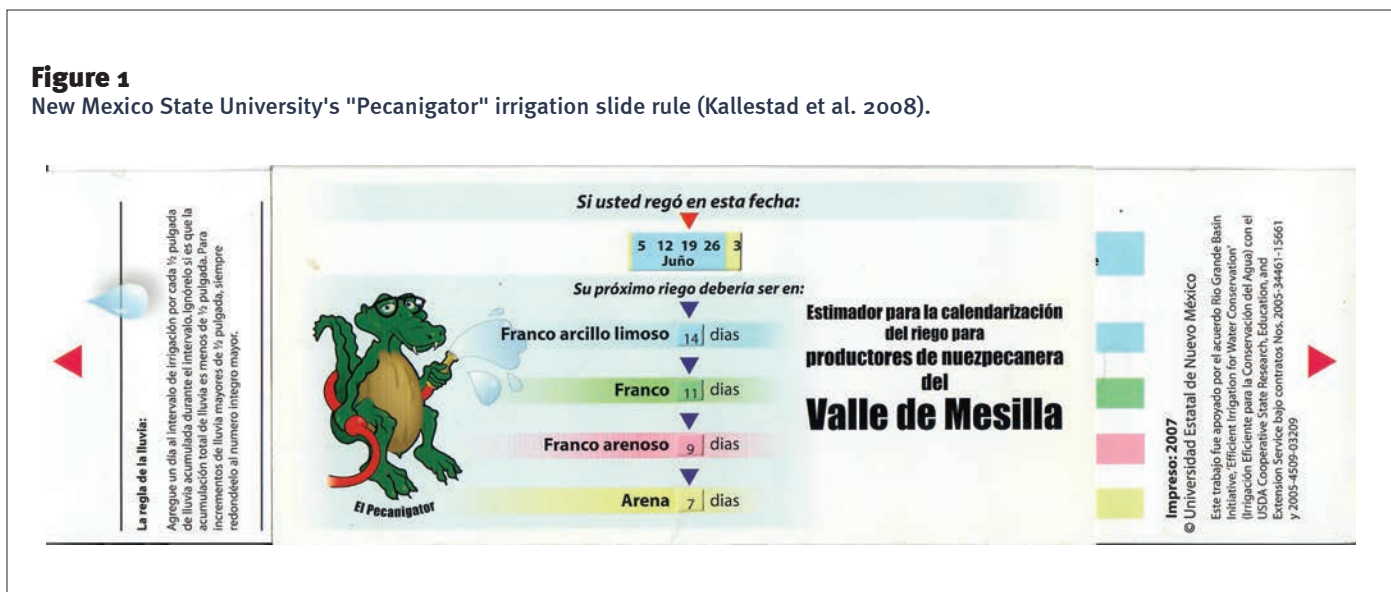 Figure 1
New Mexico State University's "Pecanigator" irrigation slide rule (Kallestad et al. 2008).
La regla de la lluvia:
Agregue un día al intervalo de irrigación por cada ½ pulgada
de lluvia acumulada durante el intervalo. Ignórelo si es que la
acumulación total de lluvia es menos de ½ pulgada. Para
incrementos de lluvia mayores de ½ pulgada, siempre
redondéelo al numero integro mayor.
Si usted regó en esta fecha:
5 12 19 26 3
Juño
Su próximo riego debería ser en:
Franco arcillo limoso 14 dias
Franco 11 dias
Franco arenoso 9 dias
Arena 7 dias
El Pecanigator
Estimador para la calendarización
del riego para
productores de nuezpecanera
del
Valle de Mesilla
Impreso: 2007
© Universidad Estatal de Nuevo México
Este trabajo fue apoyado por el acuerdo Rio Grande Basin
Initiative, 'Efficient Irrigation for Water Conservation'
(Irrigación Eficiente para la Conservación del Agua) con el
USDA Cooperative State Research, Education, and
Extension Service bajo contratos Nos. 2005-34461-15661
y 2005-4509-03209